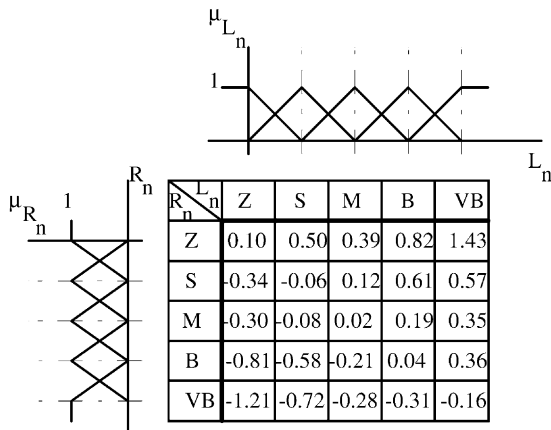 μLn
1
Ln
Rn
μRn 1
Rn Ln Z S M B VB
Z 0.10 0.50 0.39 0.82 1.43
S -0.34 -0.06 0.12 0.61 0.57
M -0.30 -0.08 0.02 0.19 0.35
B -0.81 -0.58 -0.21 0.04 0.36
VB -1.21 -0.72 -0.28 -0.31 -0.16